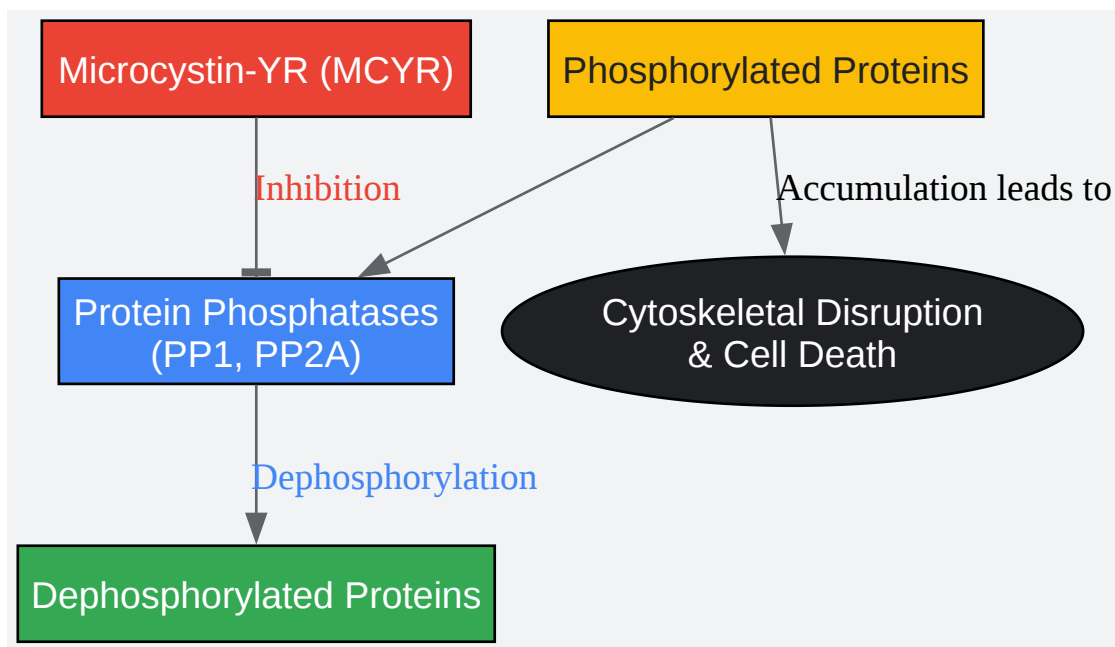 Microcystin-YR (MCYR)
Phosphorylated Proteins
Inhibition
Accumulation leads to
Protein Phosphatases
(PP1, PP2A)
Cytoskeletal Disruption
& Cell Death
Dephosphorylation
Dephosphorylated Proteins